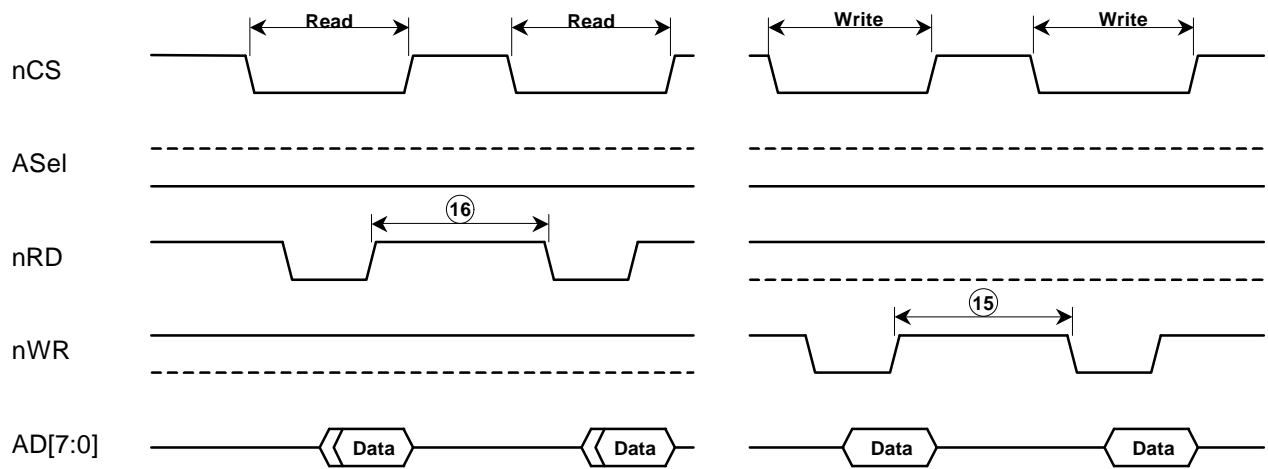 Read Read Write Write
nCS
ASel
16
nRD
15
nWR
AD[7:0] Data Data Data Data